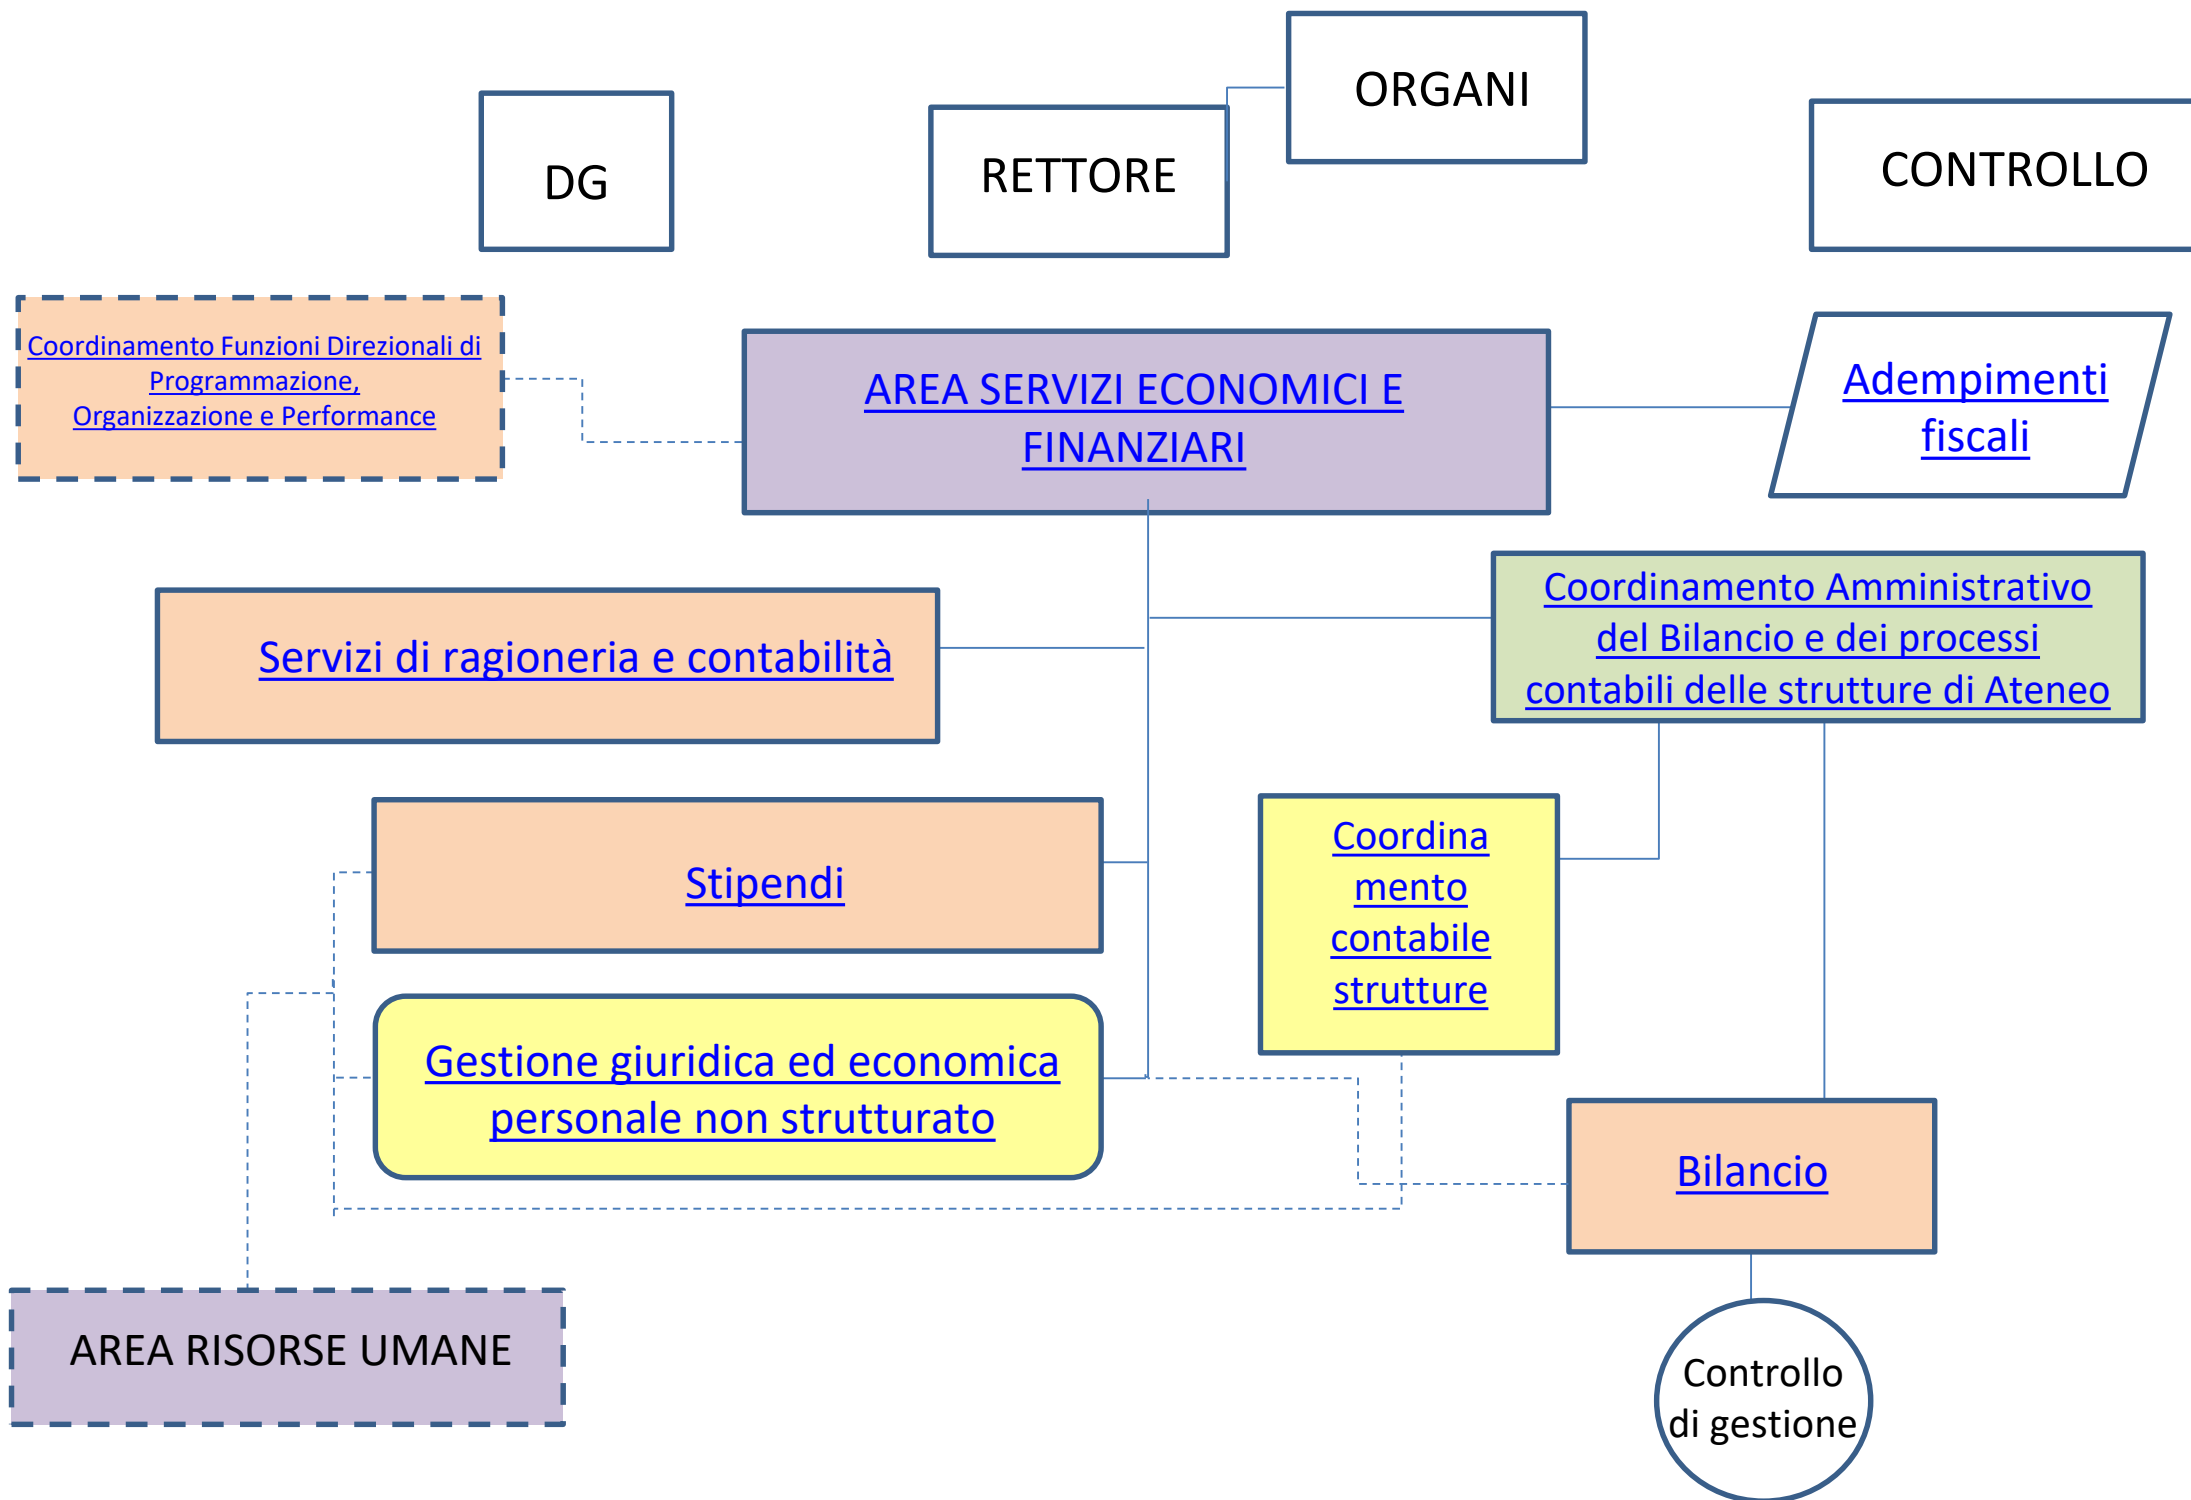 ORGANI
DG
RETTORE
CONTROLLO
Coordinamento Funzioni Direzionali di
Programmazione,
Organizzazione e Performance
AREA SERVIZI ECONOMICI E
FINANZIARI
Adempimenti
fiscali
Servizi di ragioneria e contabilità
Coordinamento Amministrativo
del Bilancio e dei processi
contabili delle strutture di Ateneo
Stipendi
Coordina
mento
contabile
strutture
Gestione giuridica ed economica
personale non strutturato
Bilancio
AREA RISORSE UMANE
Controllo
di gestione